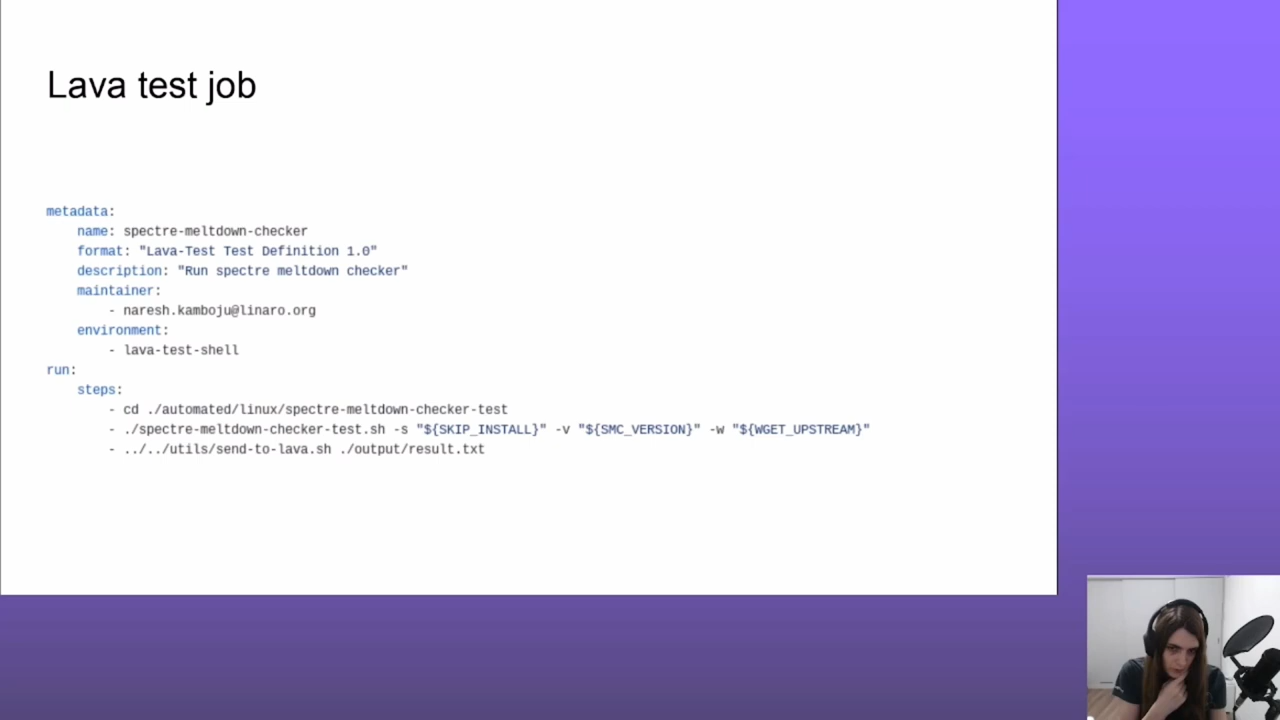 Lava test job
metadata:
name: spectre-meltdown-checker
format: "Lava-Test Test Definition 1.0"
description: "Run spectre meltdown checker"
maintainer:
- naresh.kamboju@linaro.org
environment:
- lava-test-shell
run:
steps:
- cd ./automated/linux/spectre-meltdown-checker-test
- ./spectre-meltdown-checker-test.sh -s "${SKIP_INSTALL}" -v "${SMC_VERSION}" -w "${WGET_UPSTREAM}"
- ../../utils/send-to-lava.sh ./output/result.txt